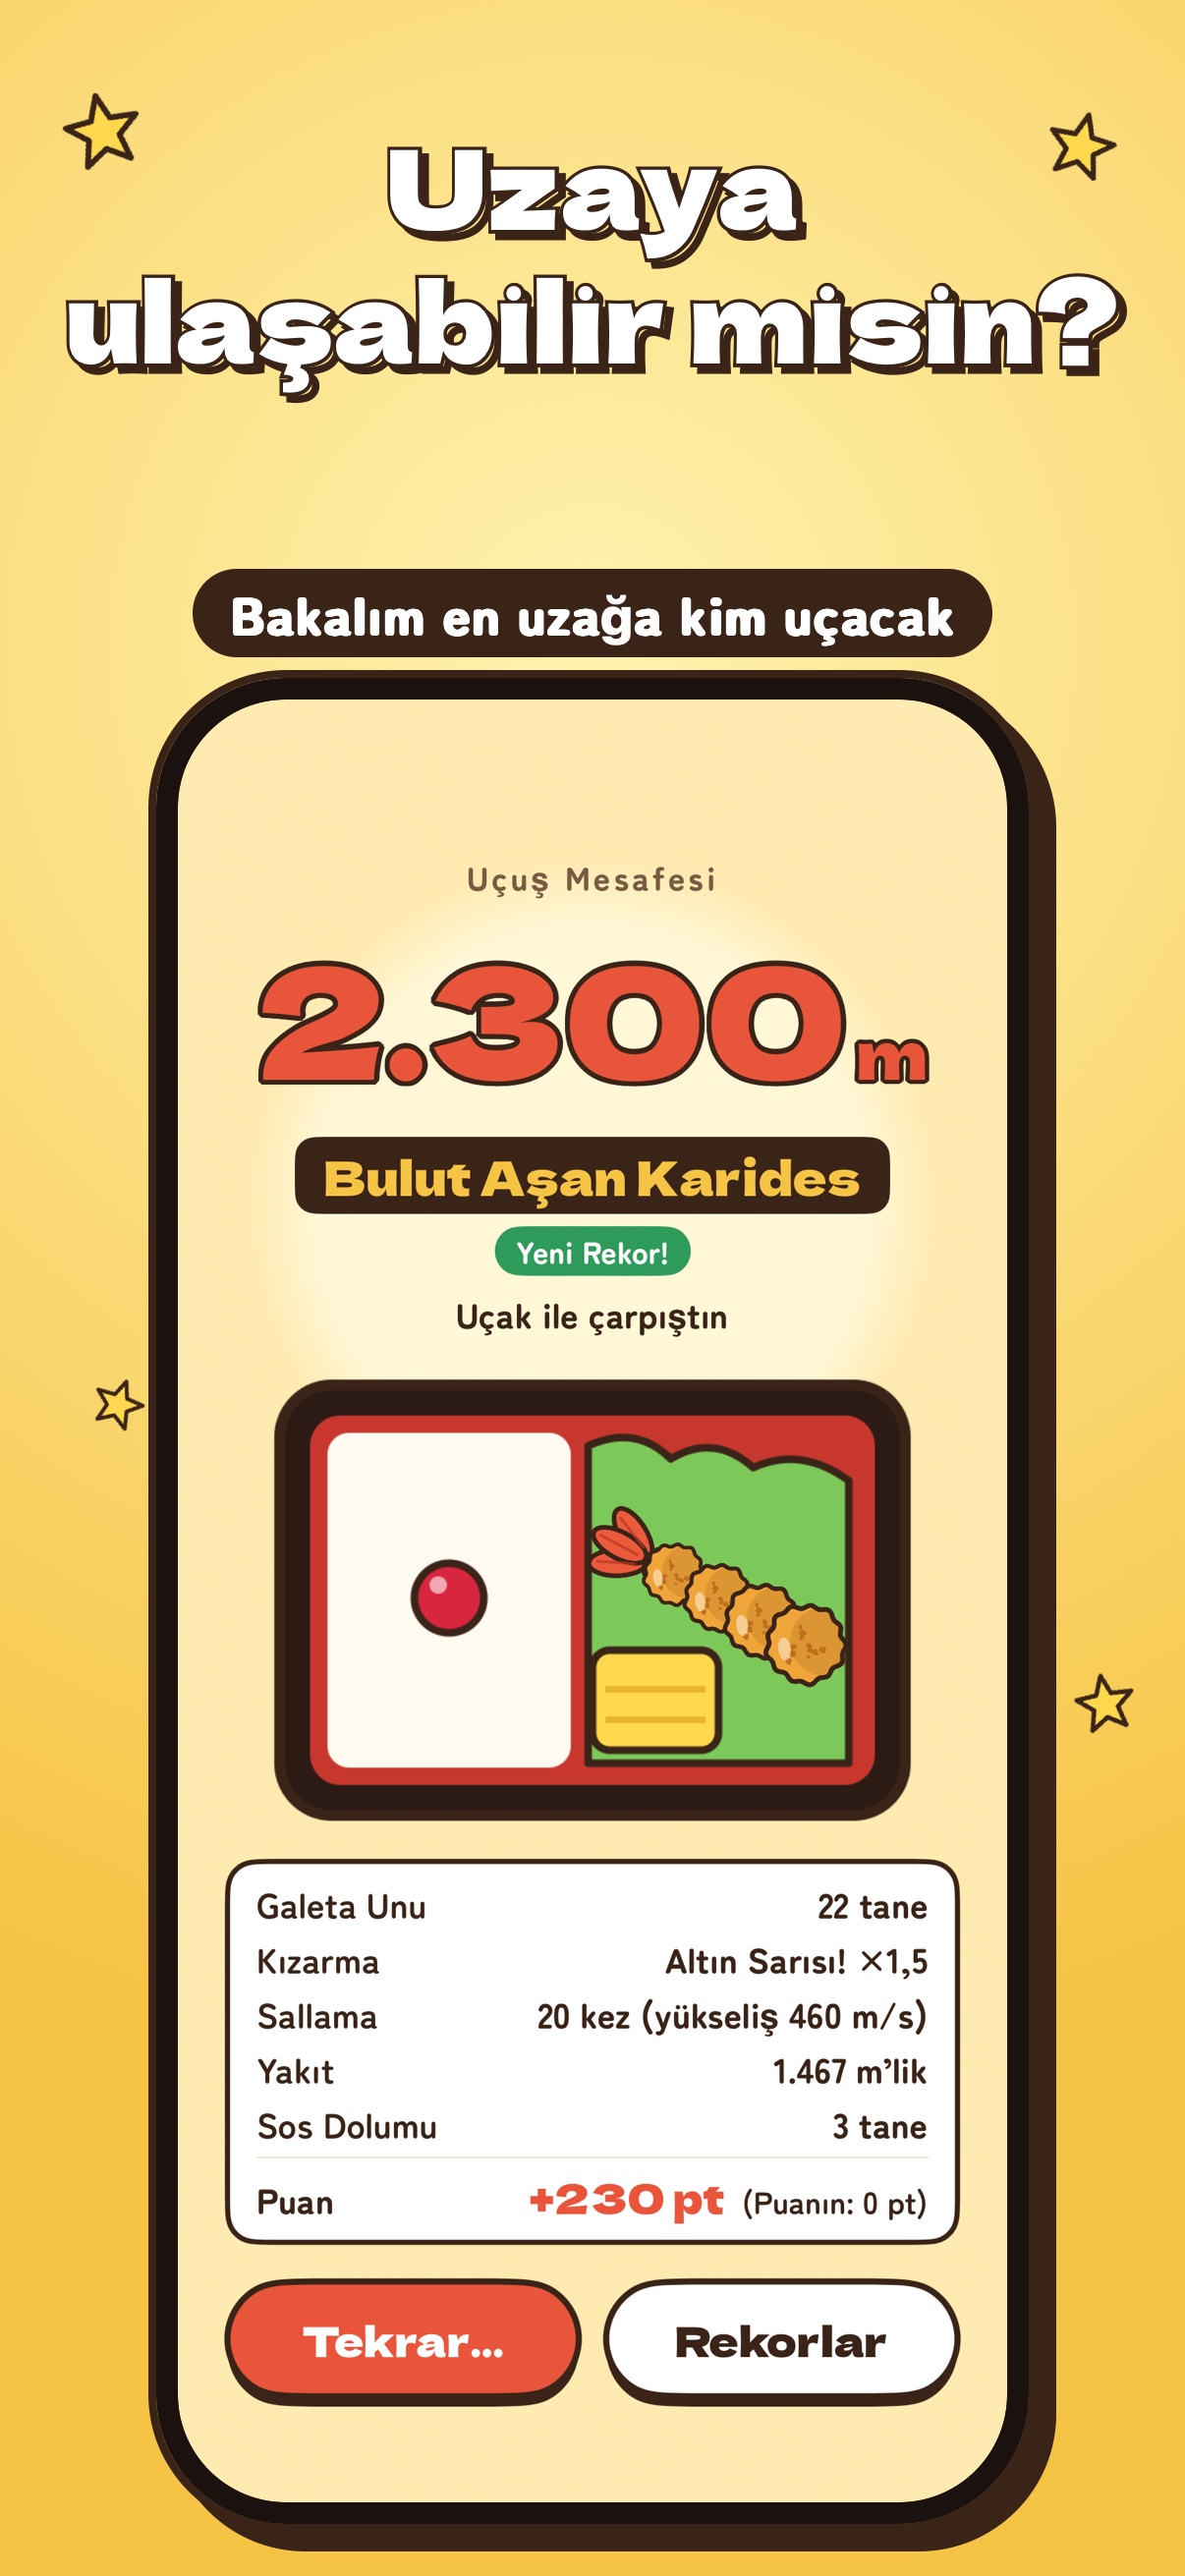 Uzaya
ulaşabilir misin?
Bakalım en uzağa kim uçacak
Uçuş Mesafesi
2.300 m
Bulut Aşan Karides
Yeni Rekor!
Uçak ile çarpıştın
Galeta Unu 22 tane
Kızarma Altın Sarısı! ×1,5
Sallama 20 kez (yükseliş 460 m/s)
Yakıt 1.467 m’lik
Sos Dolumu 3 tane
Puan +230 pt (Puanın: 0 pt)
Tekrar... Rekorlar